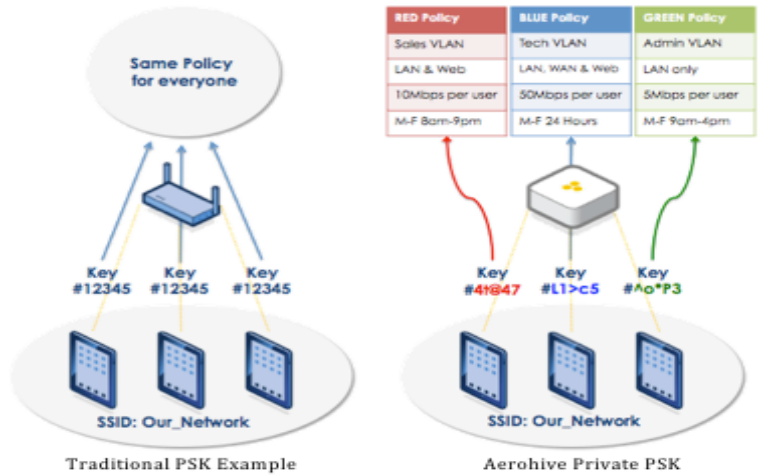 Same Policy
for everyone
Key
#12345
Key
#12345
Key
#12345
SSID: Our_Network
Traditional PSK Example
RED Policy
Sales VLAN
LAN & Web
10Mbps per user
M-F 8am-9pm
BLUE Policy
Tech VLAN
LAN, WAN & Web
50Mbps per user
M-F 24 Hours
GREEN Policy
Admin VLAN
LAN only
5Mbps per user
M-F 9am-4pm
Key
#4t@47
Key
#L1>c5
Key
#^o*P3
SSID: Our_Network
Aerohive Private PSK